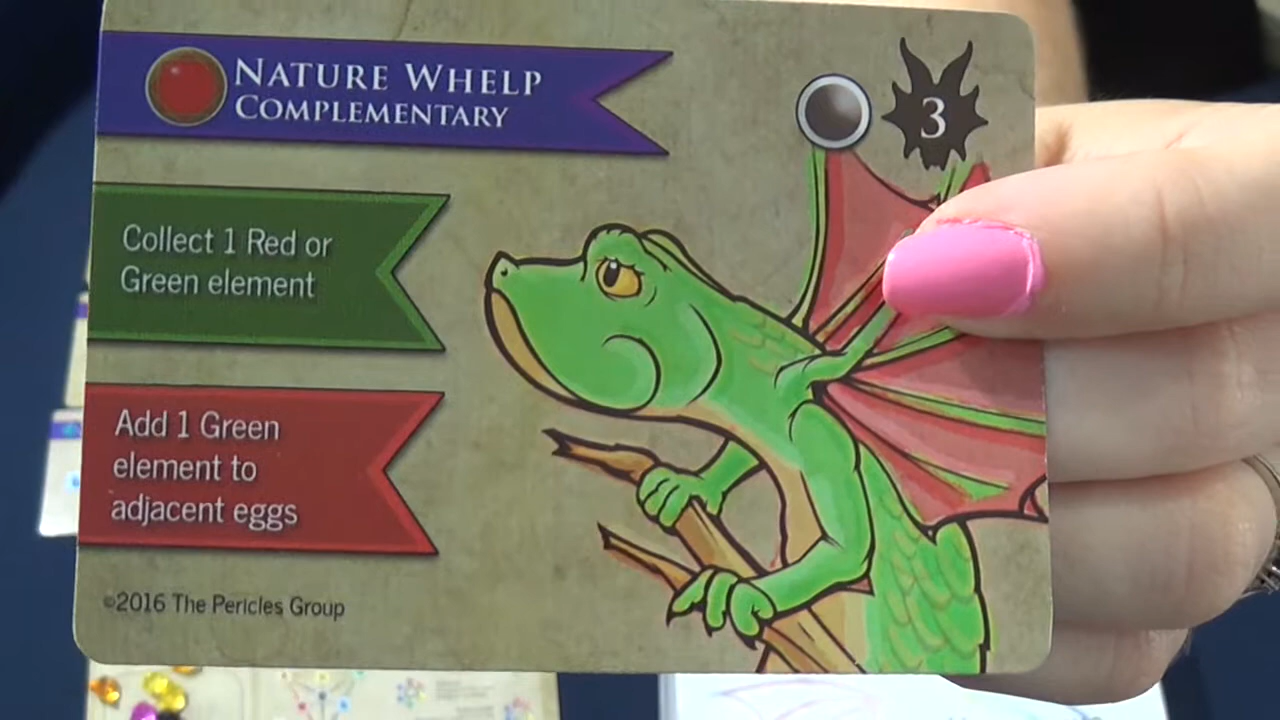 NATURE WHELP
COMPLEMENTARY
3
Collect 1 Red or
Green element
Add 1 Green
element to
adjacent eggs
©2016 The Pericles Group